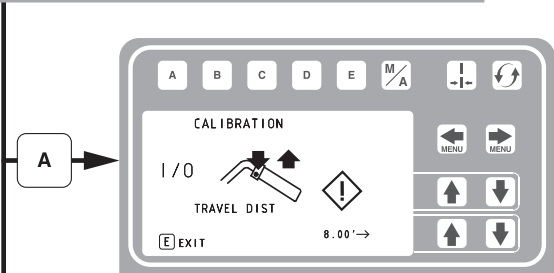 A B C D E M/A
CALIBRATION
MENU MENU
A
I/O
TRAVEL DIST
E EXIT
8.00'→